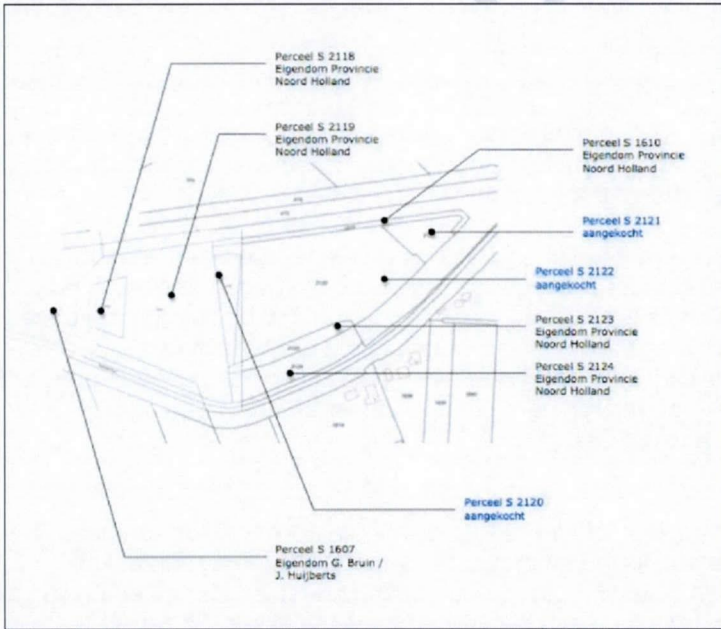 Perceel S 2118
Eigendom Provincie
Noord Holland
Perceel S 2119
Eigendom Provincie
Noord Holland
Perceel S 1610
Eigendom Provincie
Noord Holland
Perceel S 2121
aangekocht
Perceel S 2122
aangekocht
Perceel S 2123
Eigendom Provincie
Noord Holland
Perceel S 2124
Eigendom Provincie
Noord Holland
Perceel S 2120
aangekocht
Perceel S 1607
Eigendom G. Bruin /
J. Huijberts